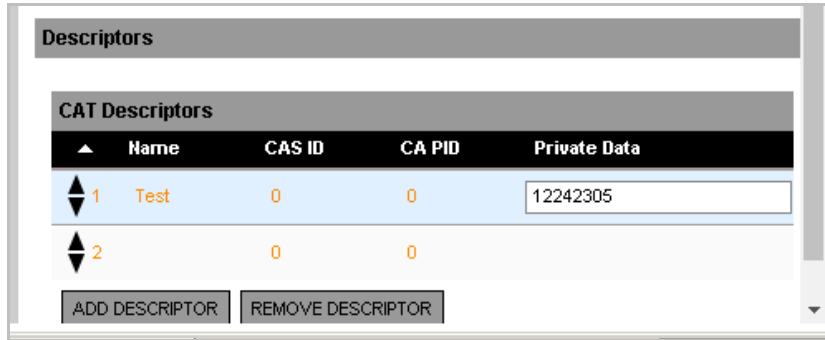 Descriptors
CAT Descriptors
Name CAS ID CA PID Private Data
1 Test 0 0 12242305
2 0 0
ADD DESCRIPTOR REMOVE DESCRIPTOR